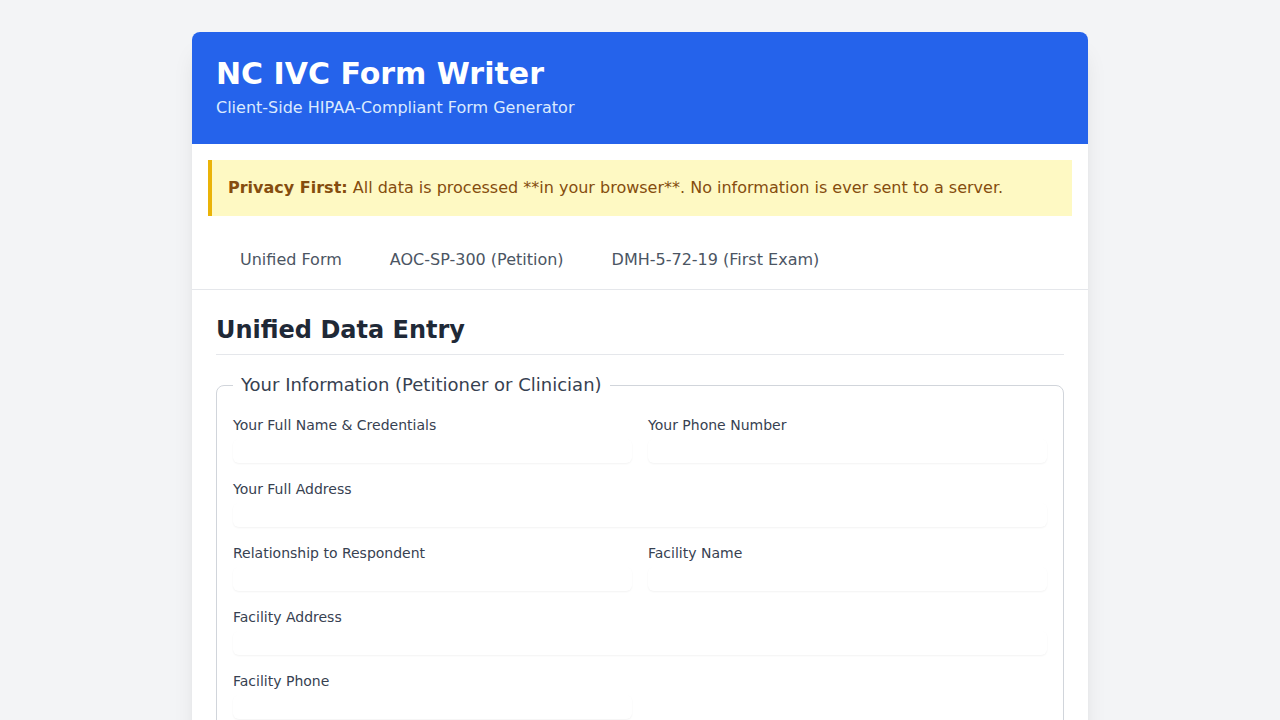 NC IVC Form Writer
Client-Side HIPAA-Compliant Form Generator
Privacy First: All data is processed **in your browser**. No information is ever sent to a server.
Unified Form AOC-SP-300 (Petition) DMH-5-72-19 (First Exam)
Unified Data Entry
Your Information (Petitioner or Clinician)
Your Full Name & Credentials Your Phone Number
Your Full Address
Relationship to Respondent Facility Name
Facility Address
Facility Phone